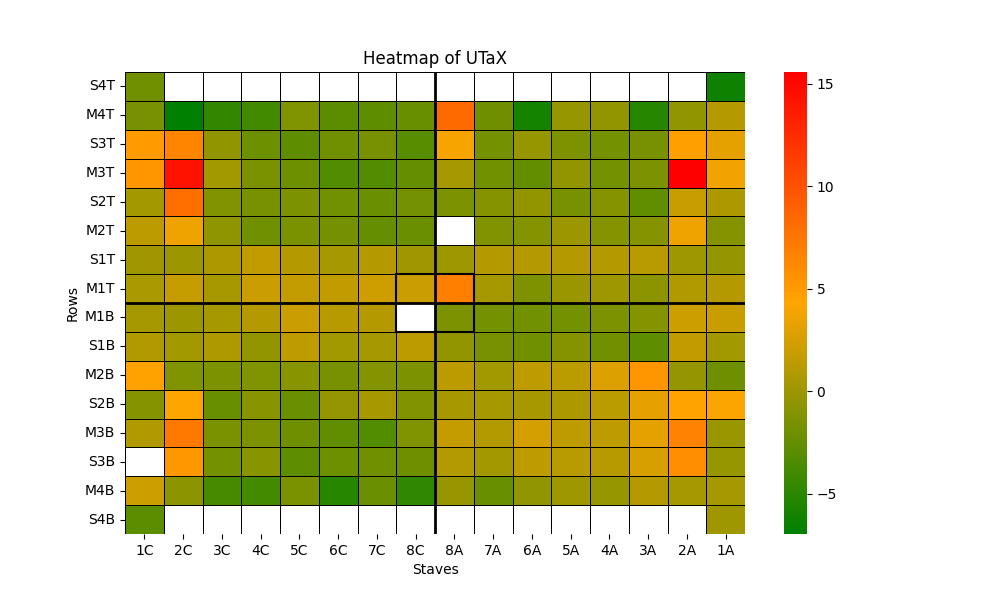 Heatmap of UTaX
Rows
S4T
M4T
S3T
M3T
S2T
M2T
S1T
M1T
M1B
S1B
M2B
S2B
M3B
S3B
M4B
S4B
1C 2C 3C 4C 5C 6C 7C 8C 8A 7A 6A 5A 4A 3A 2A 1A
Staves
15
10
5
0
−5